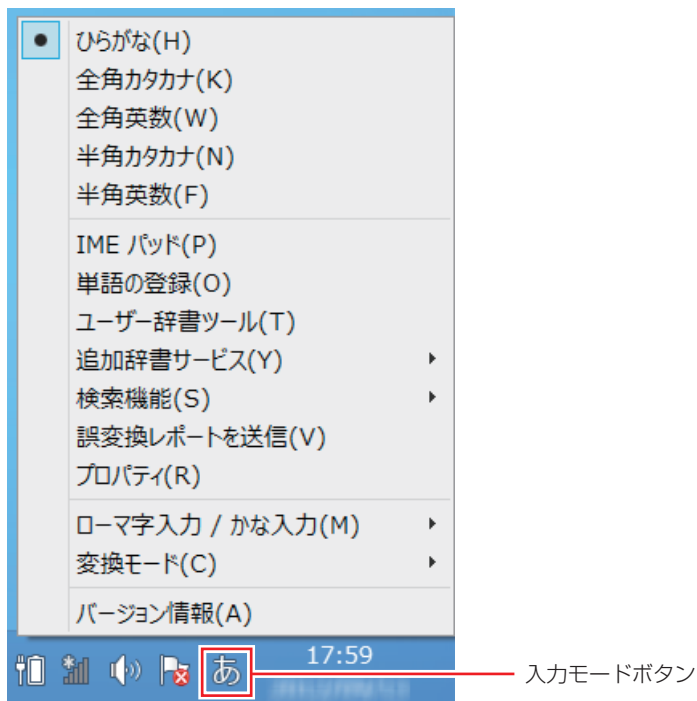 ひらがな(H)
全角カタカナ(K)
全角英数(W)
半角カタカナ(N)
半角英数(F)
IME パッド(P)
単語の登録(O)
ユーザー辞書ツール(T)
追加辞書サービス(Y)
検索機能(S)
誤変換レポートを送信(V)
プロパティ(R)
ローマ字入力 / かな入力(M)
変換モード(C)
バージョン情報(A)
あ 17:59
入力モードボタン